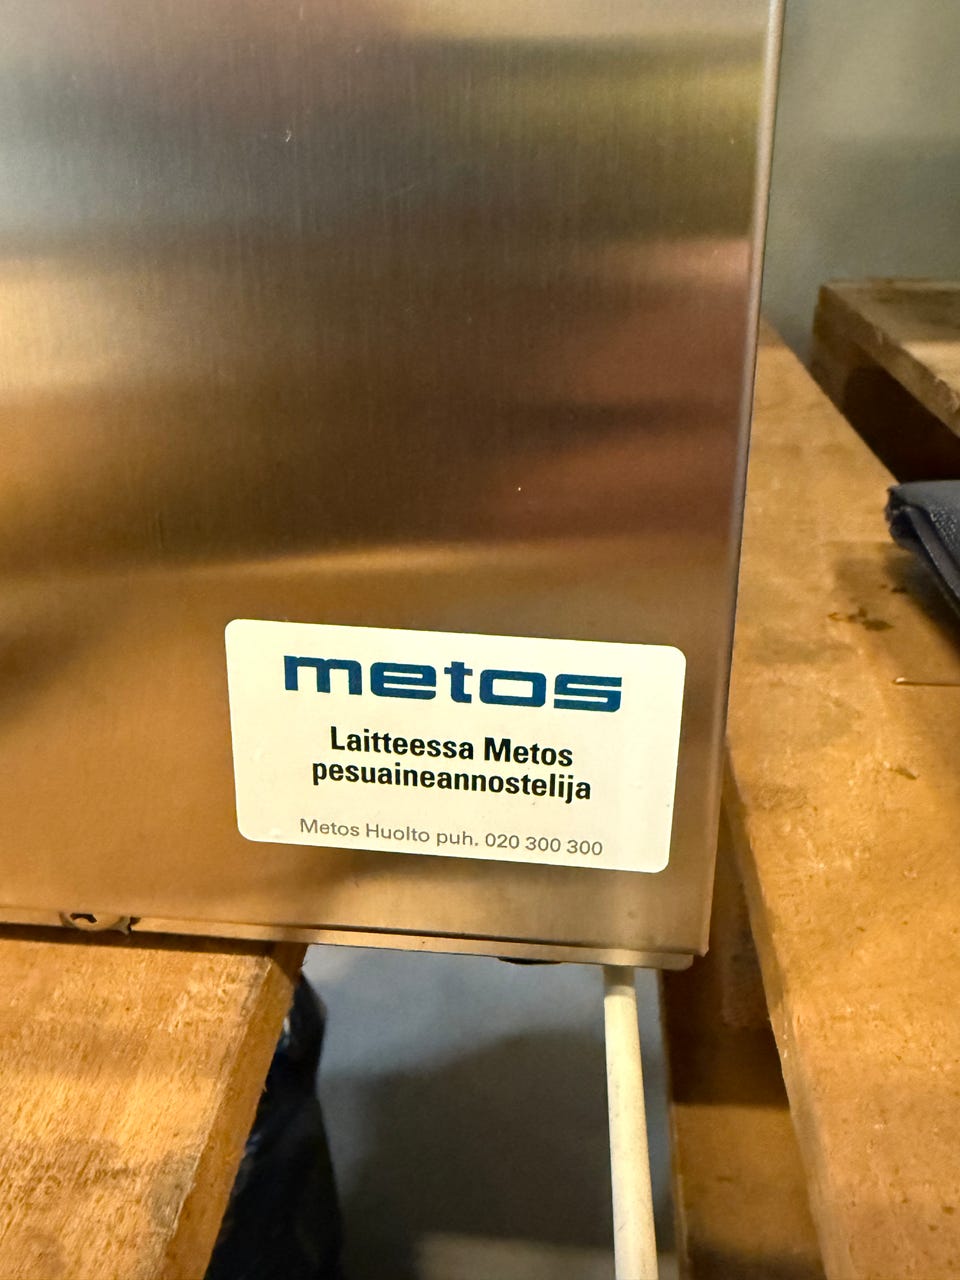 metos
Laitteessa Metos
pesuaineannostelija
Metos Huolto puh. 020 300 300